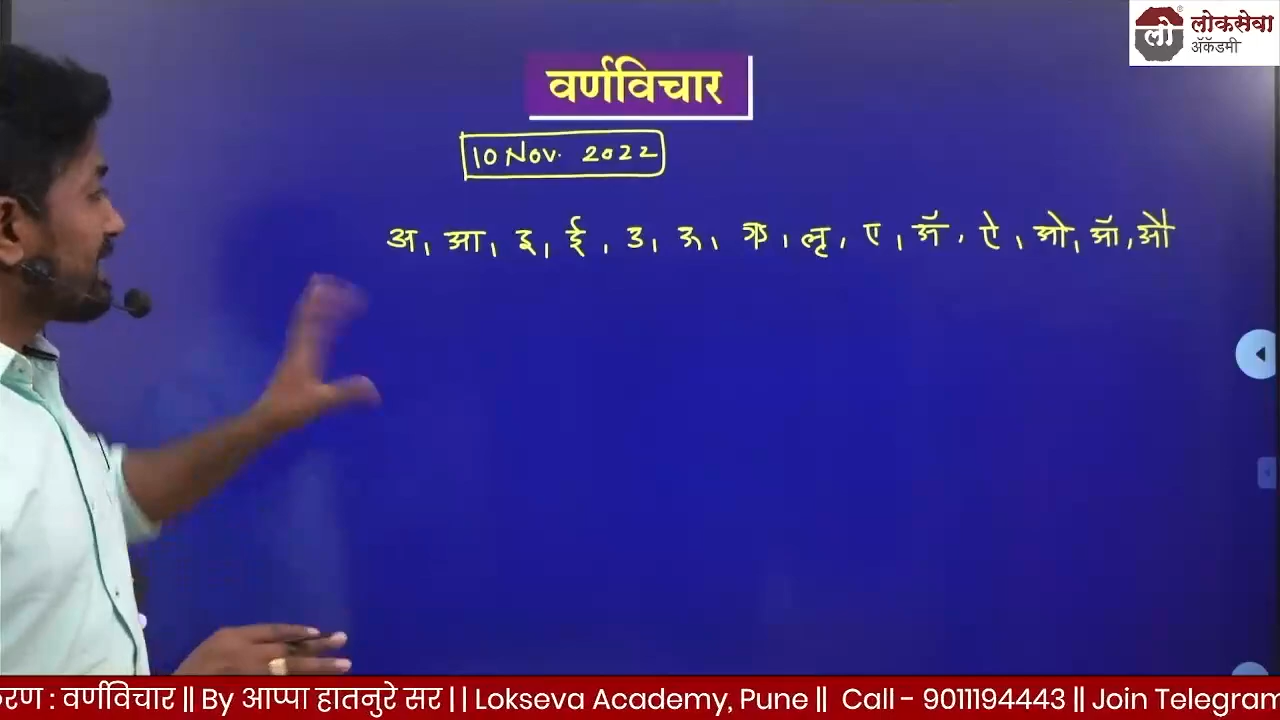 लोकसेवा
अ‍ॅकॅडमी
लो
वर्णविचार
10 Nov. 2022
अ, आ, इ, ई, उ, ऊ, ऋ, लृ, ए, अ‍ॅ, ऐ, ओ, ऑ, औ
रण : वर्णविचार || By आप्पा हातनुरे सर || Lokseva Academy, Pune || Call - 9011194443 || Join Telegram